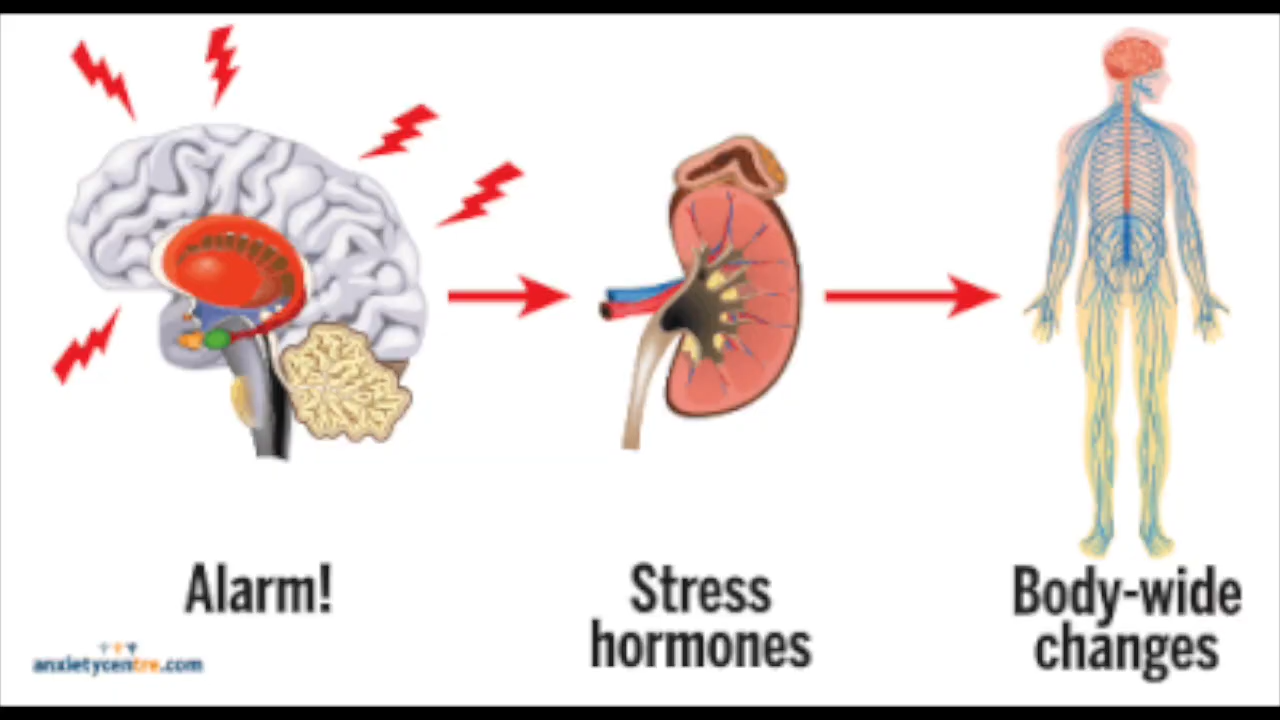 Alarm!
Stress
hormones
Body-wide
changes
anxietycentre.com